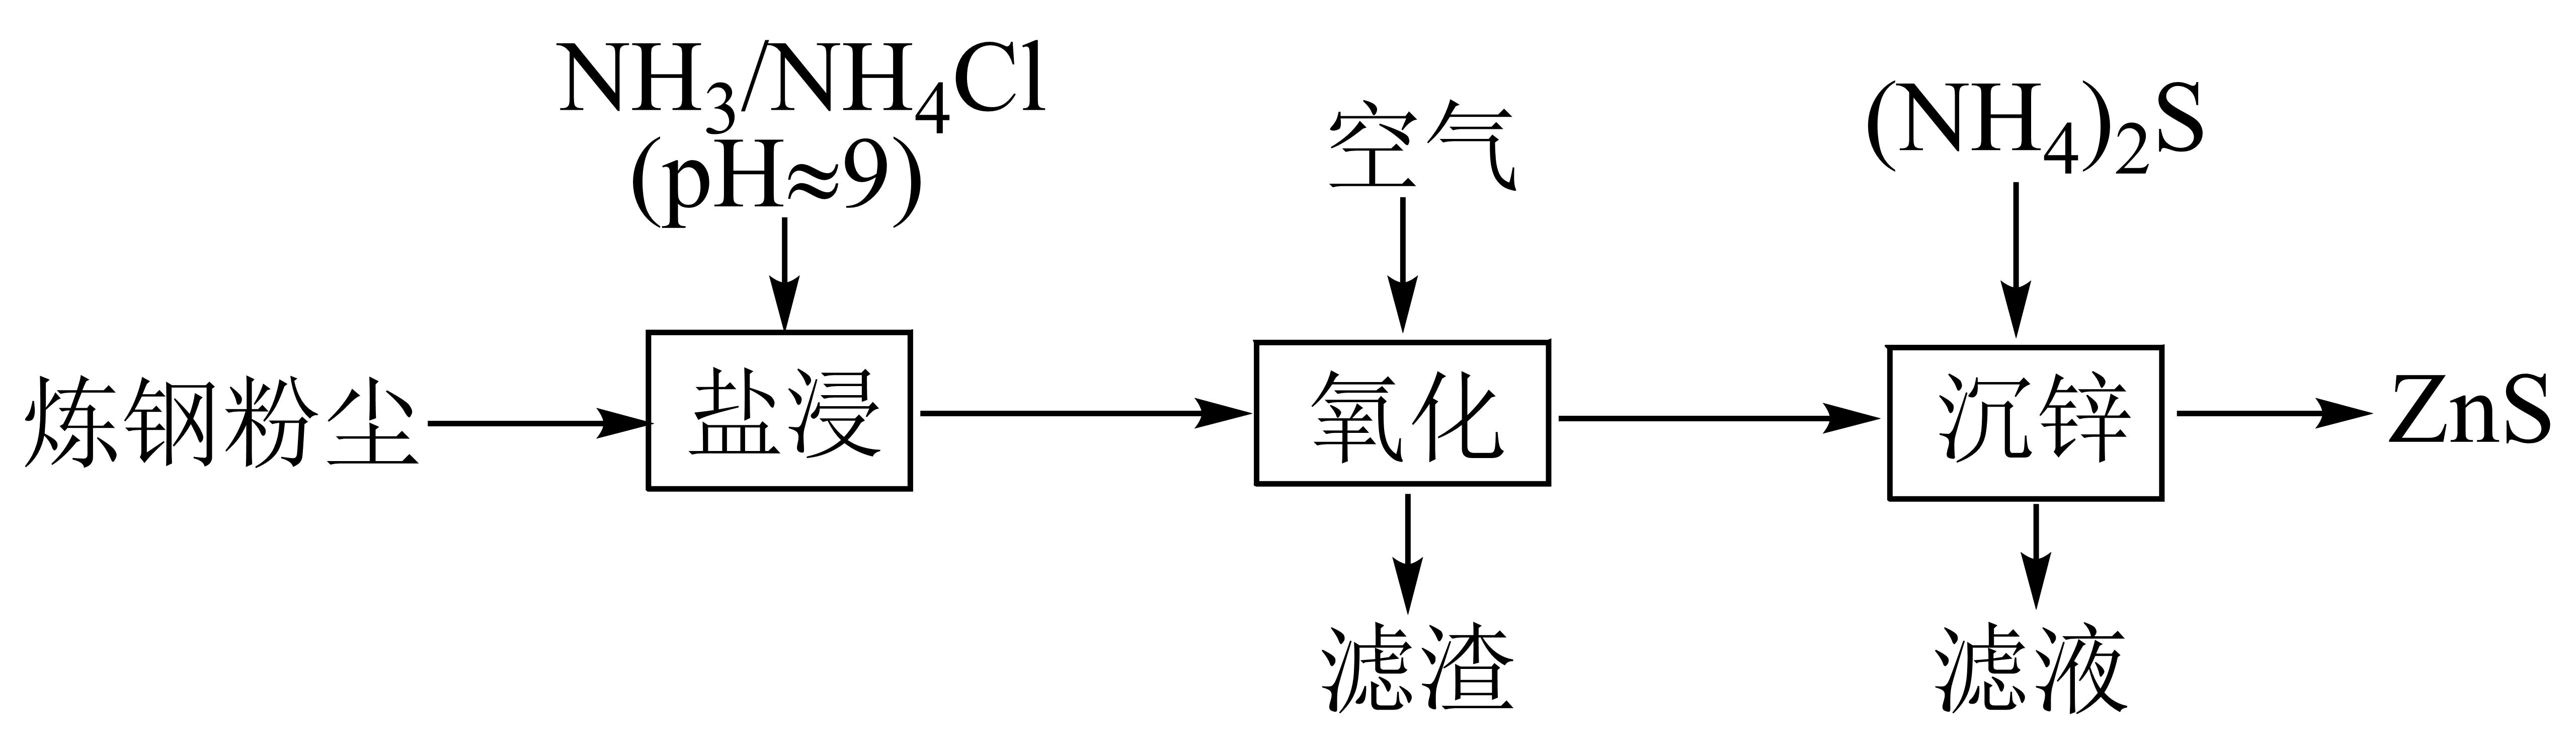 NH3/NH4Cl
(pH≈9)
空气
(NH4)2S
炼钢粉尘
盐浸
氧化
沉锌
ZnS
滤渣
滤液